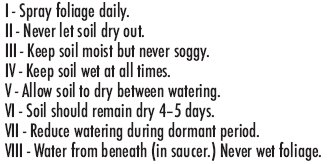 I - Spray foliage daily.
II - Never let soil dry out.
III - Keep soil moist but never soggy.
IV - Keep soil wet at all times.
V - Allow soil to dry between watering.
VI - Soil should remain dry 4–5 days.
VII - Reduce watering during dormant period.
VIII - Water from beneath (in saucer.) Never wet foliage.